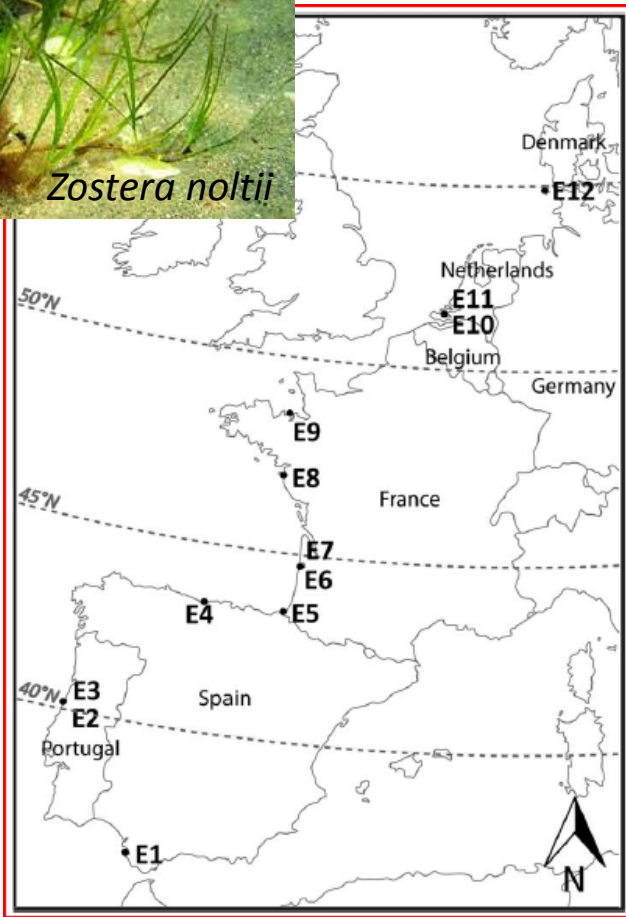 Zostera noltii
Denmark
E12
Netherlands
E11
E10
50°N
Belgium
Germany
E9
E8
France
45°N
E7
E6
E4
E5
40°N
E3
Spain
E2
Portugal
E1
N